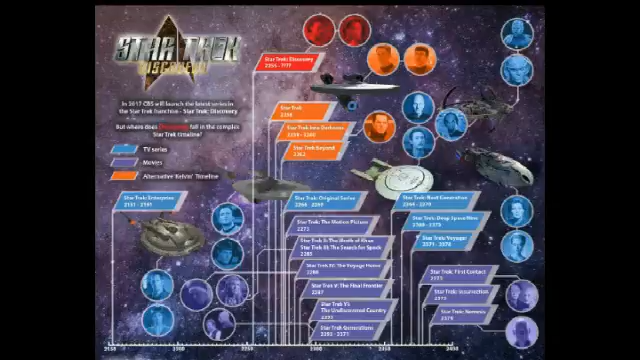 STAR TREK
DISCOVERY
In 2017 CBS will launch the latest series in
the Star Trek franchise - Star Trek: Discovery
But where does Discovery fall in the complex
Star Trek timeline?
TV series
Movies
Alternative 'Kelvin' Timeline
Star Trek: Discovery
Star Trek
Star Trek Into Darkness
Star Trek Beyond
Star Trek: Enterprise
2151 - 2161
Star Trek: Original Series
2266 - 2269
Star Trek: Next Generation
2364 - 2370
Star Trek: Deep Space Nine
2369 - 2375
Star Trek: Voyager
2371 - 2378
Star Trek: The Motion Picture
2273
Star Trek II: The Wrath of Khan
Star Trek III: The Search for Spock
2285
Star Trek IV: The Voyage Home
2286
Star Trek V: The Final Frontier
2287
Star Trek VI:
The Undiscovered Country
2293
Star Trek: Generations
2293 - 2371
Star Trek: First Contact
2373
Star Trek: Insurrection
2375
Star Trek: Nemesis
2379
2150 2200 2250 2300 2350 2400